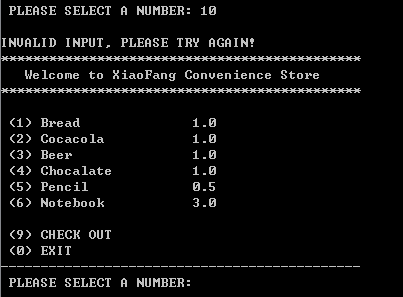 PLEASE SELECT A NUMBER: 10
INVALID INPUT, PLEASE TRY AGAIN!
*********************************************
Welcome to XiaoFang Convenience Store
*********************************************
(1) Bread 1.0
(2) Cocacola 1.0
(3) Beer 1.0
(4) Chocalate 1.0
(5) Pencil 0.5
(6) Notebook 3.0
(9) CHECK OUT
(0) EXIT
---------------------------------------------
PLEASE SELECT A NUMBER: